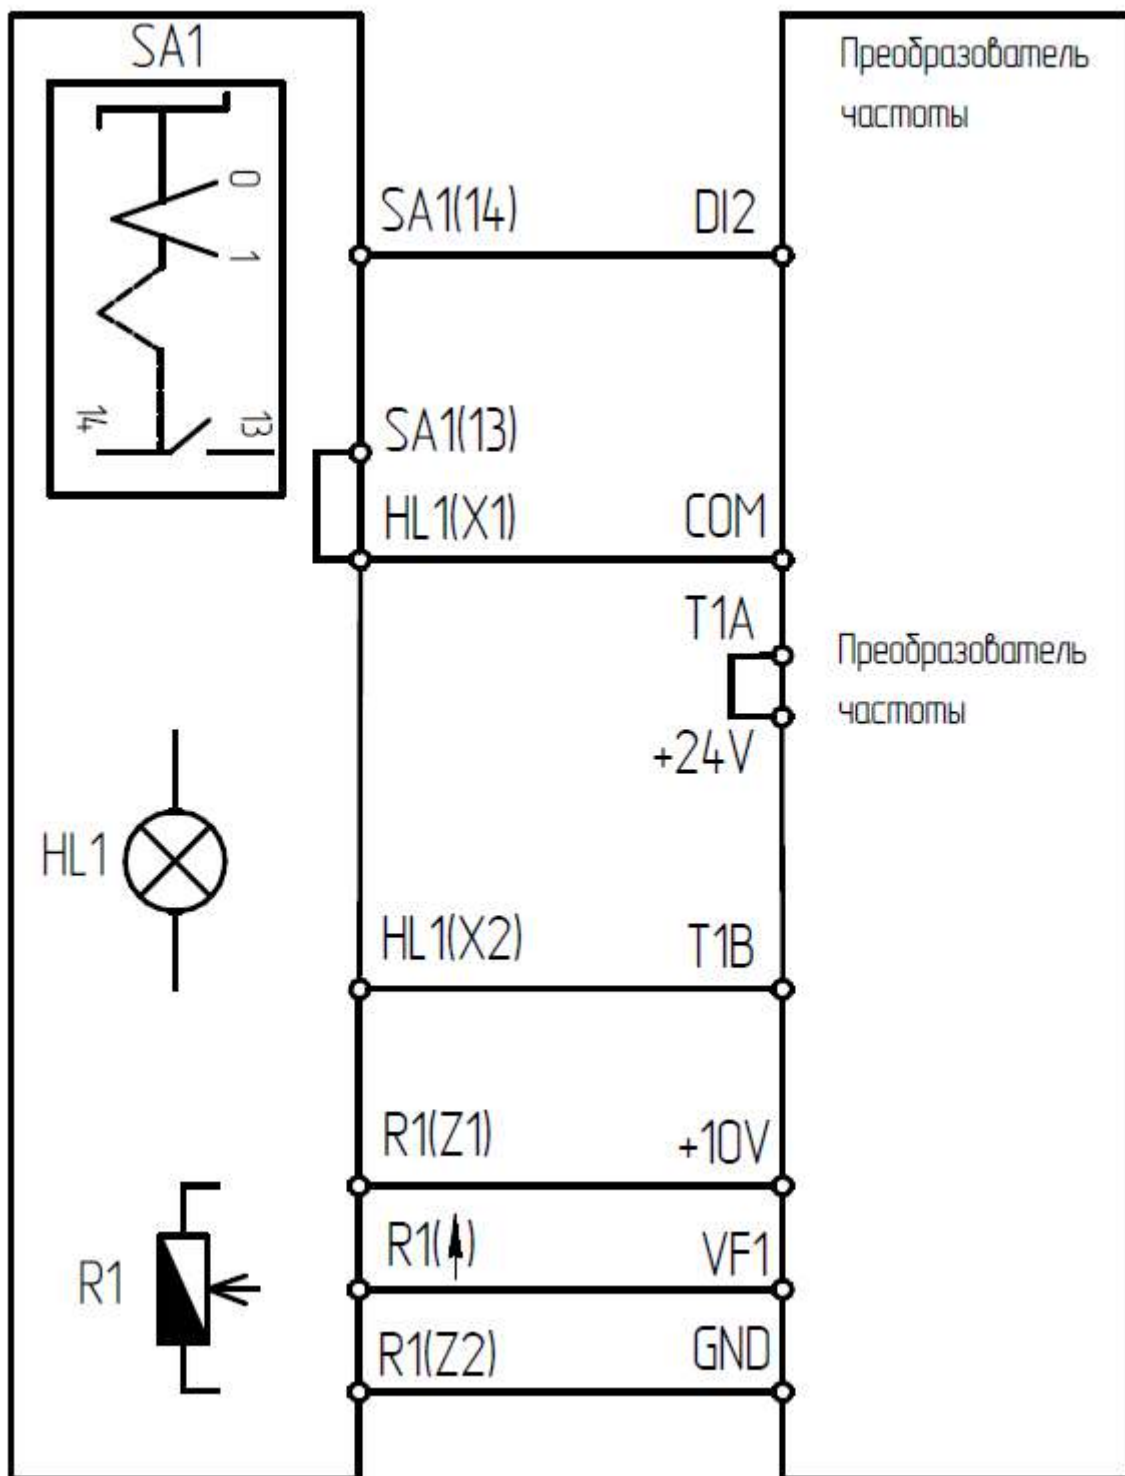 SA1
Преобразователь
частоты
0
1
14
13
SA1(14)
DI2
SA1(13)
HL1(X1)
COM
T1A
Преобразователь
частоты
+24V
HL1
HL1(X2)
T1B
R1(Z1)
+10V
R1(↑)
VF1
R1
R1(Z2)
GND